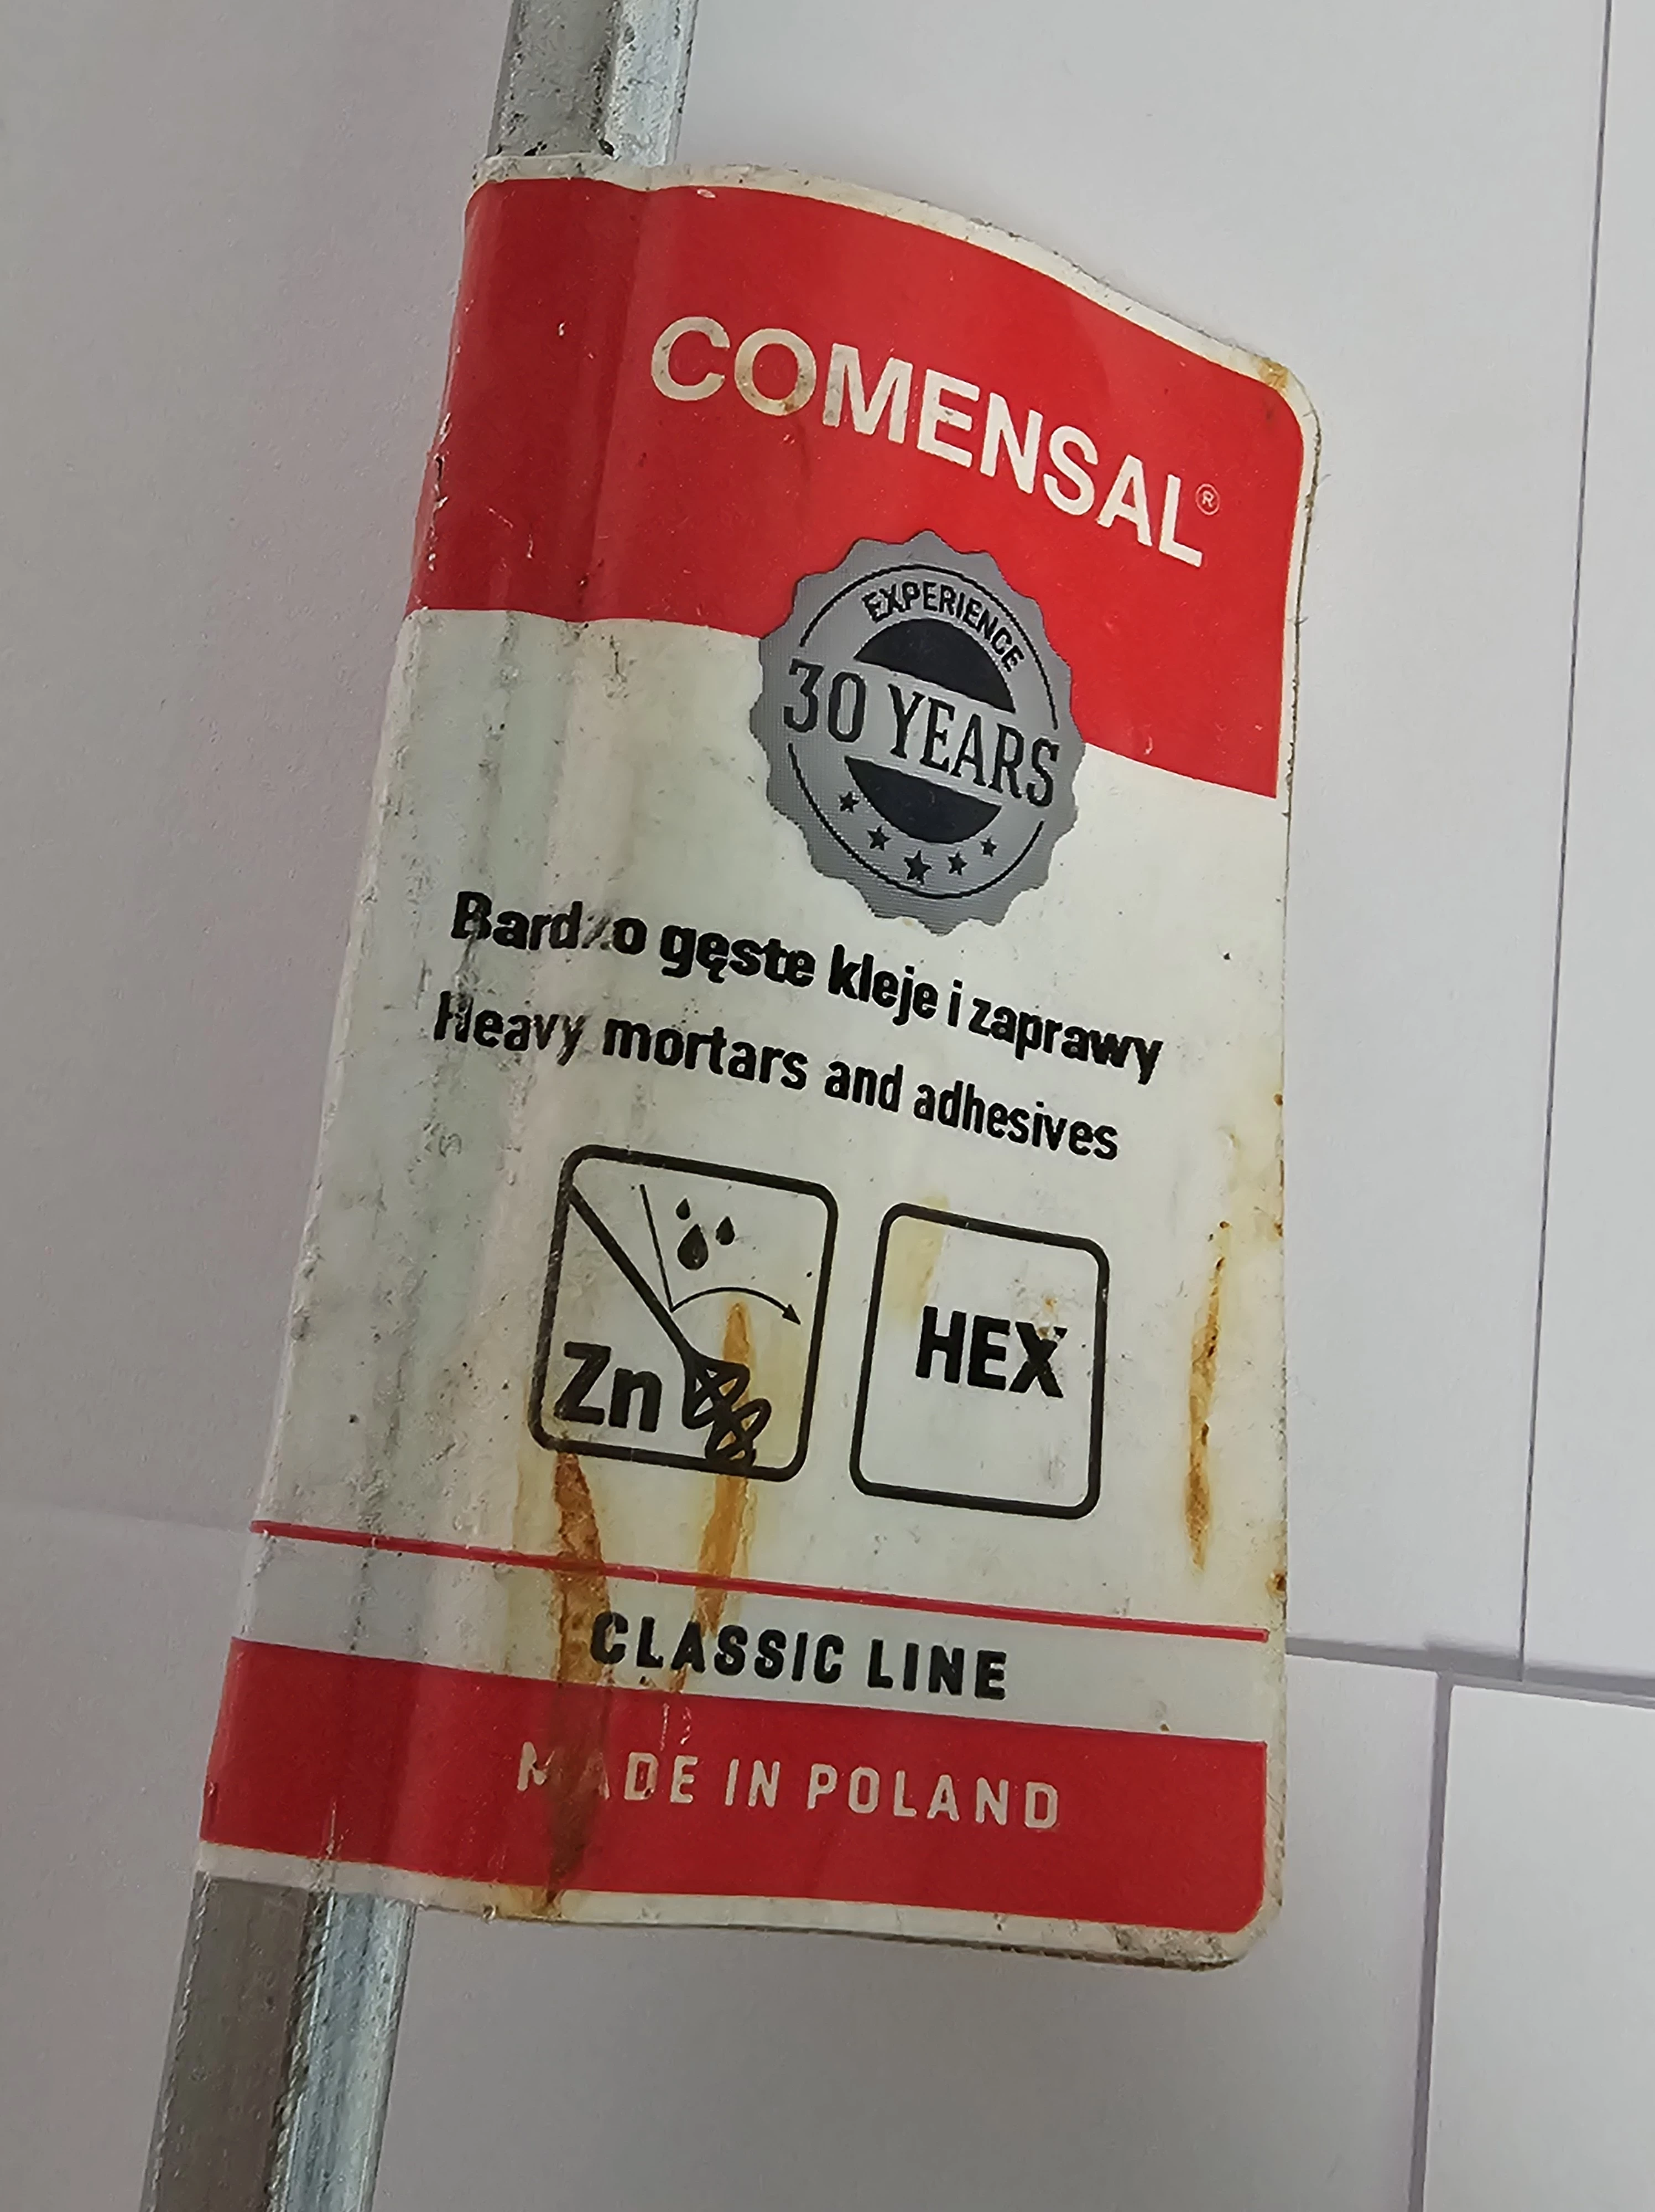 COMENSAL®
EXPERIENCE
30 YEARS
Bardzo gęste kleje i zaprawy
Heavy mortars and adhesives
Zn
HEX
CLASSIC LINE
MADE IN POLAND